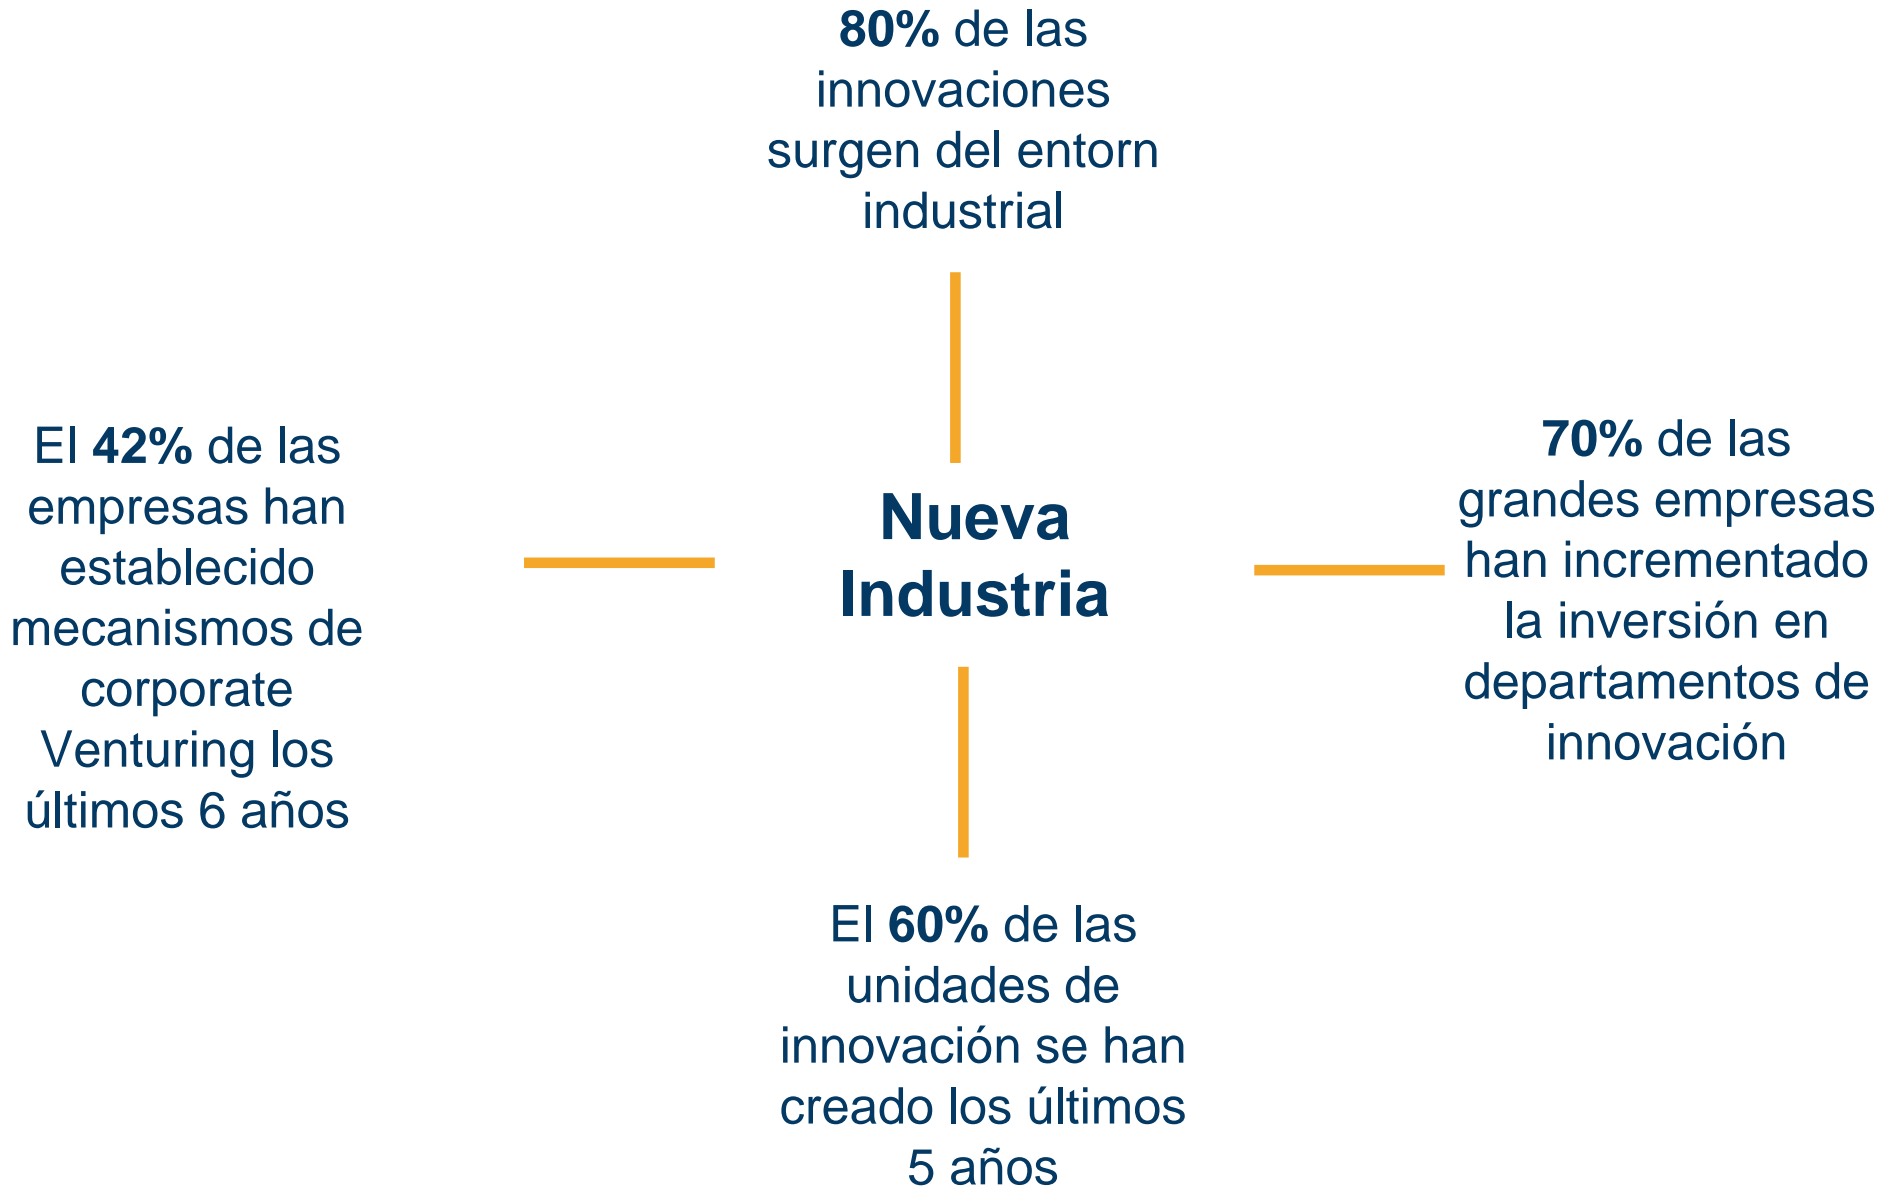 80% de las
innovaciones
surgen del entorn
industrial
El 42% de las
empresas han
establecido
mecanismos de
corporate
Venturing los
últimos 6 años
Nueva
Industria
70% de las
grandes empresas
han incrementado
la inversión en
departamentos de
innovación
El 60% de las
unidades de
innovación se han
creado los últimos
5 años